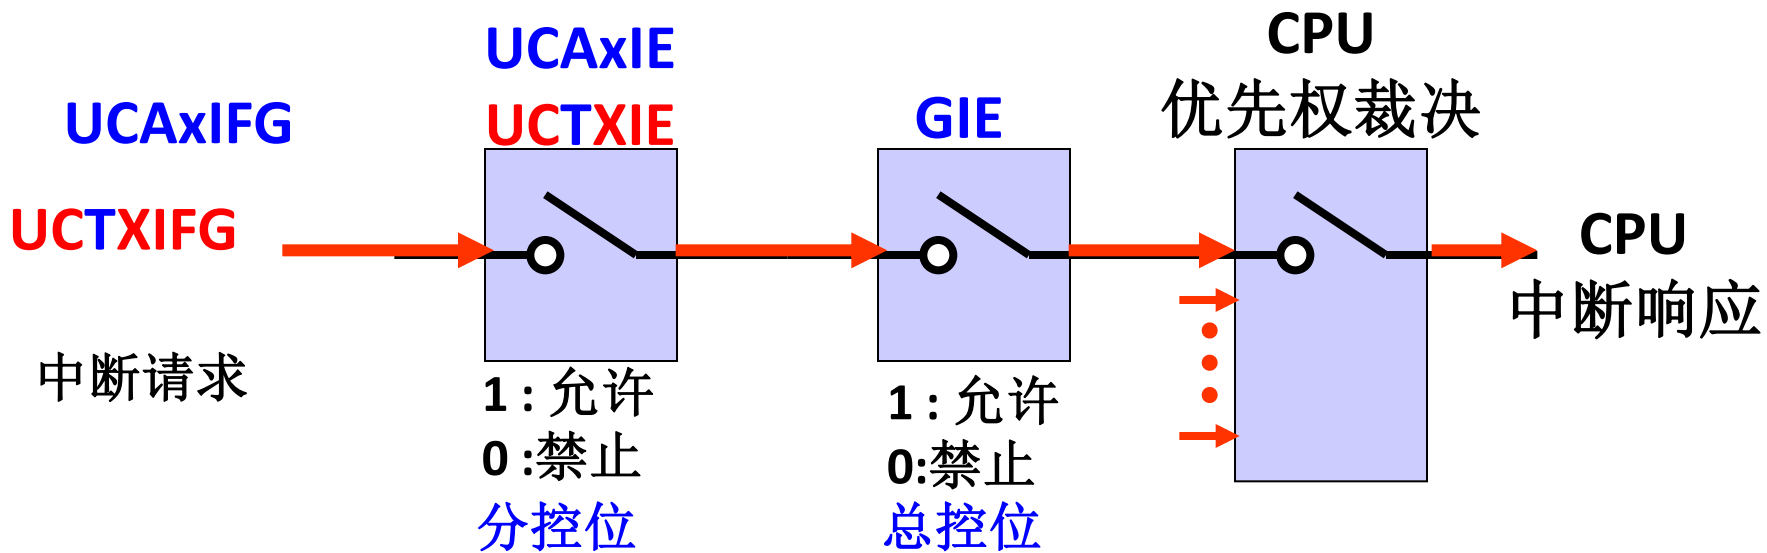 UCAxIFG
UCTXIFG
中断请求
UCAxIE
UCTXIE
1 : 允许
0 :禁止
分控位
GIE
1 : 允许
0:禁止
总控位
CPU
优先权裁决
CPU
中断响应